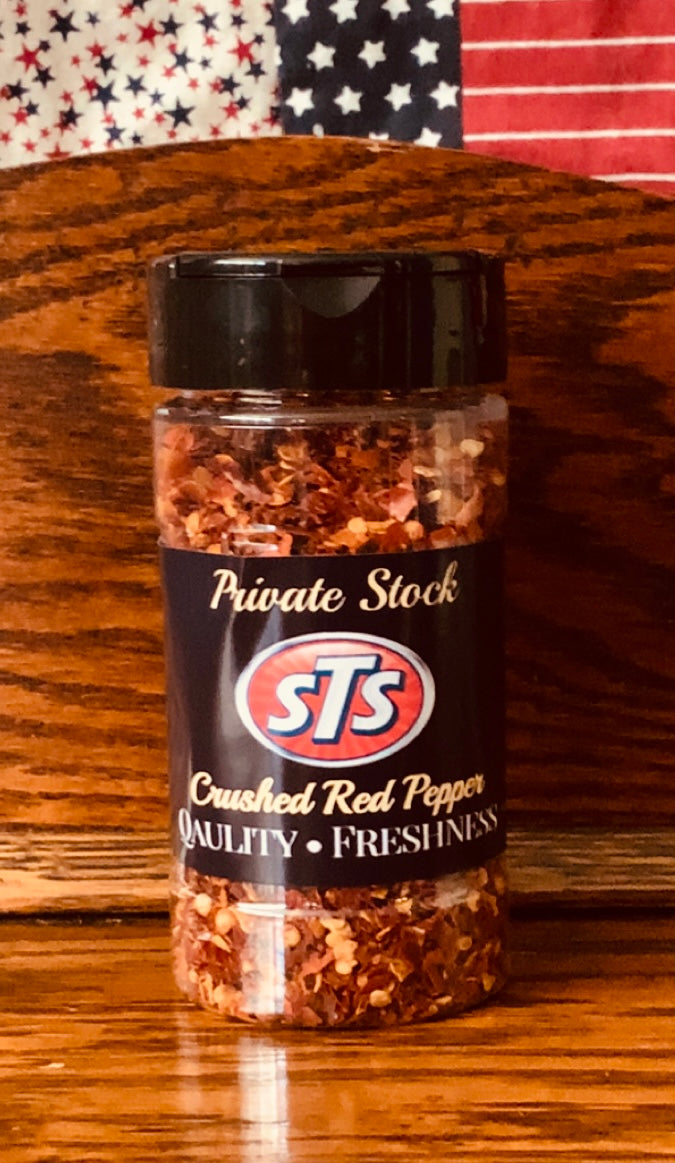 Private Stock
STS
Crushed Red Pepper
QAULITY • FRESHNESS